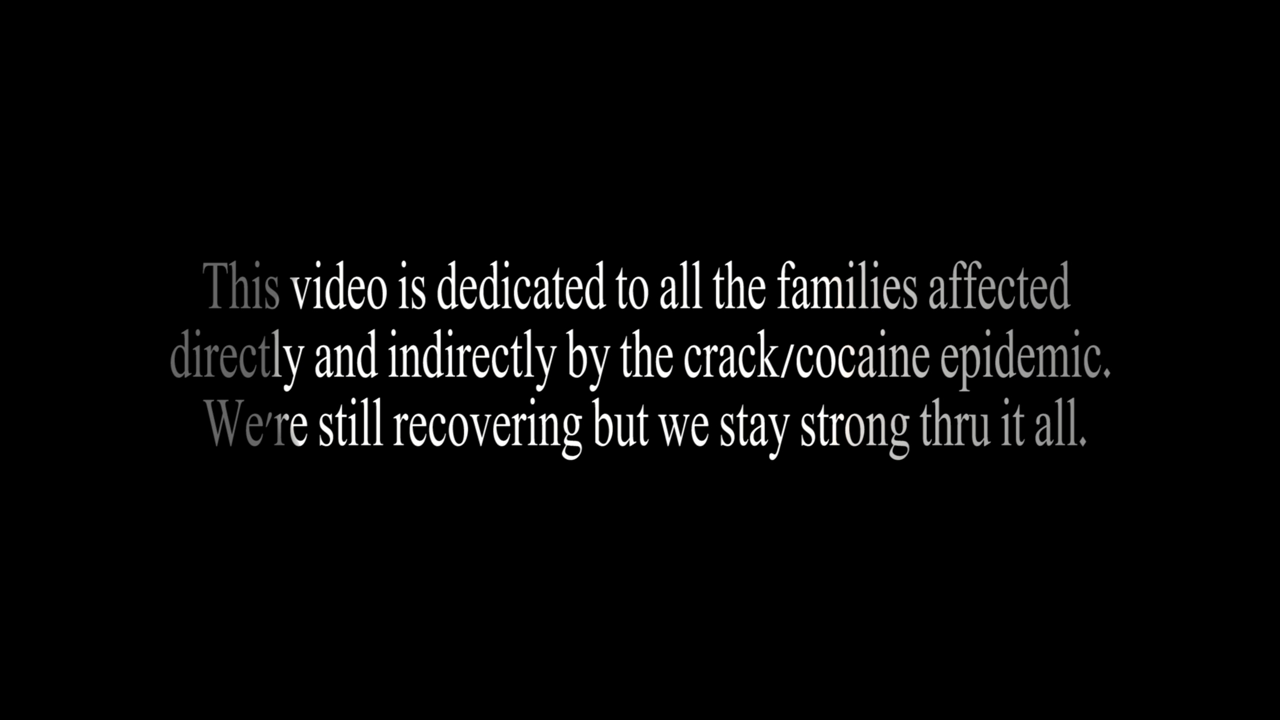 This video is dedicated to all the families affected
directly and indirectly by the crack/cocaine epidemic.
We're still recovering but we stay strong thru it all.